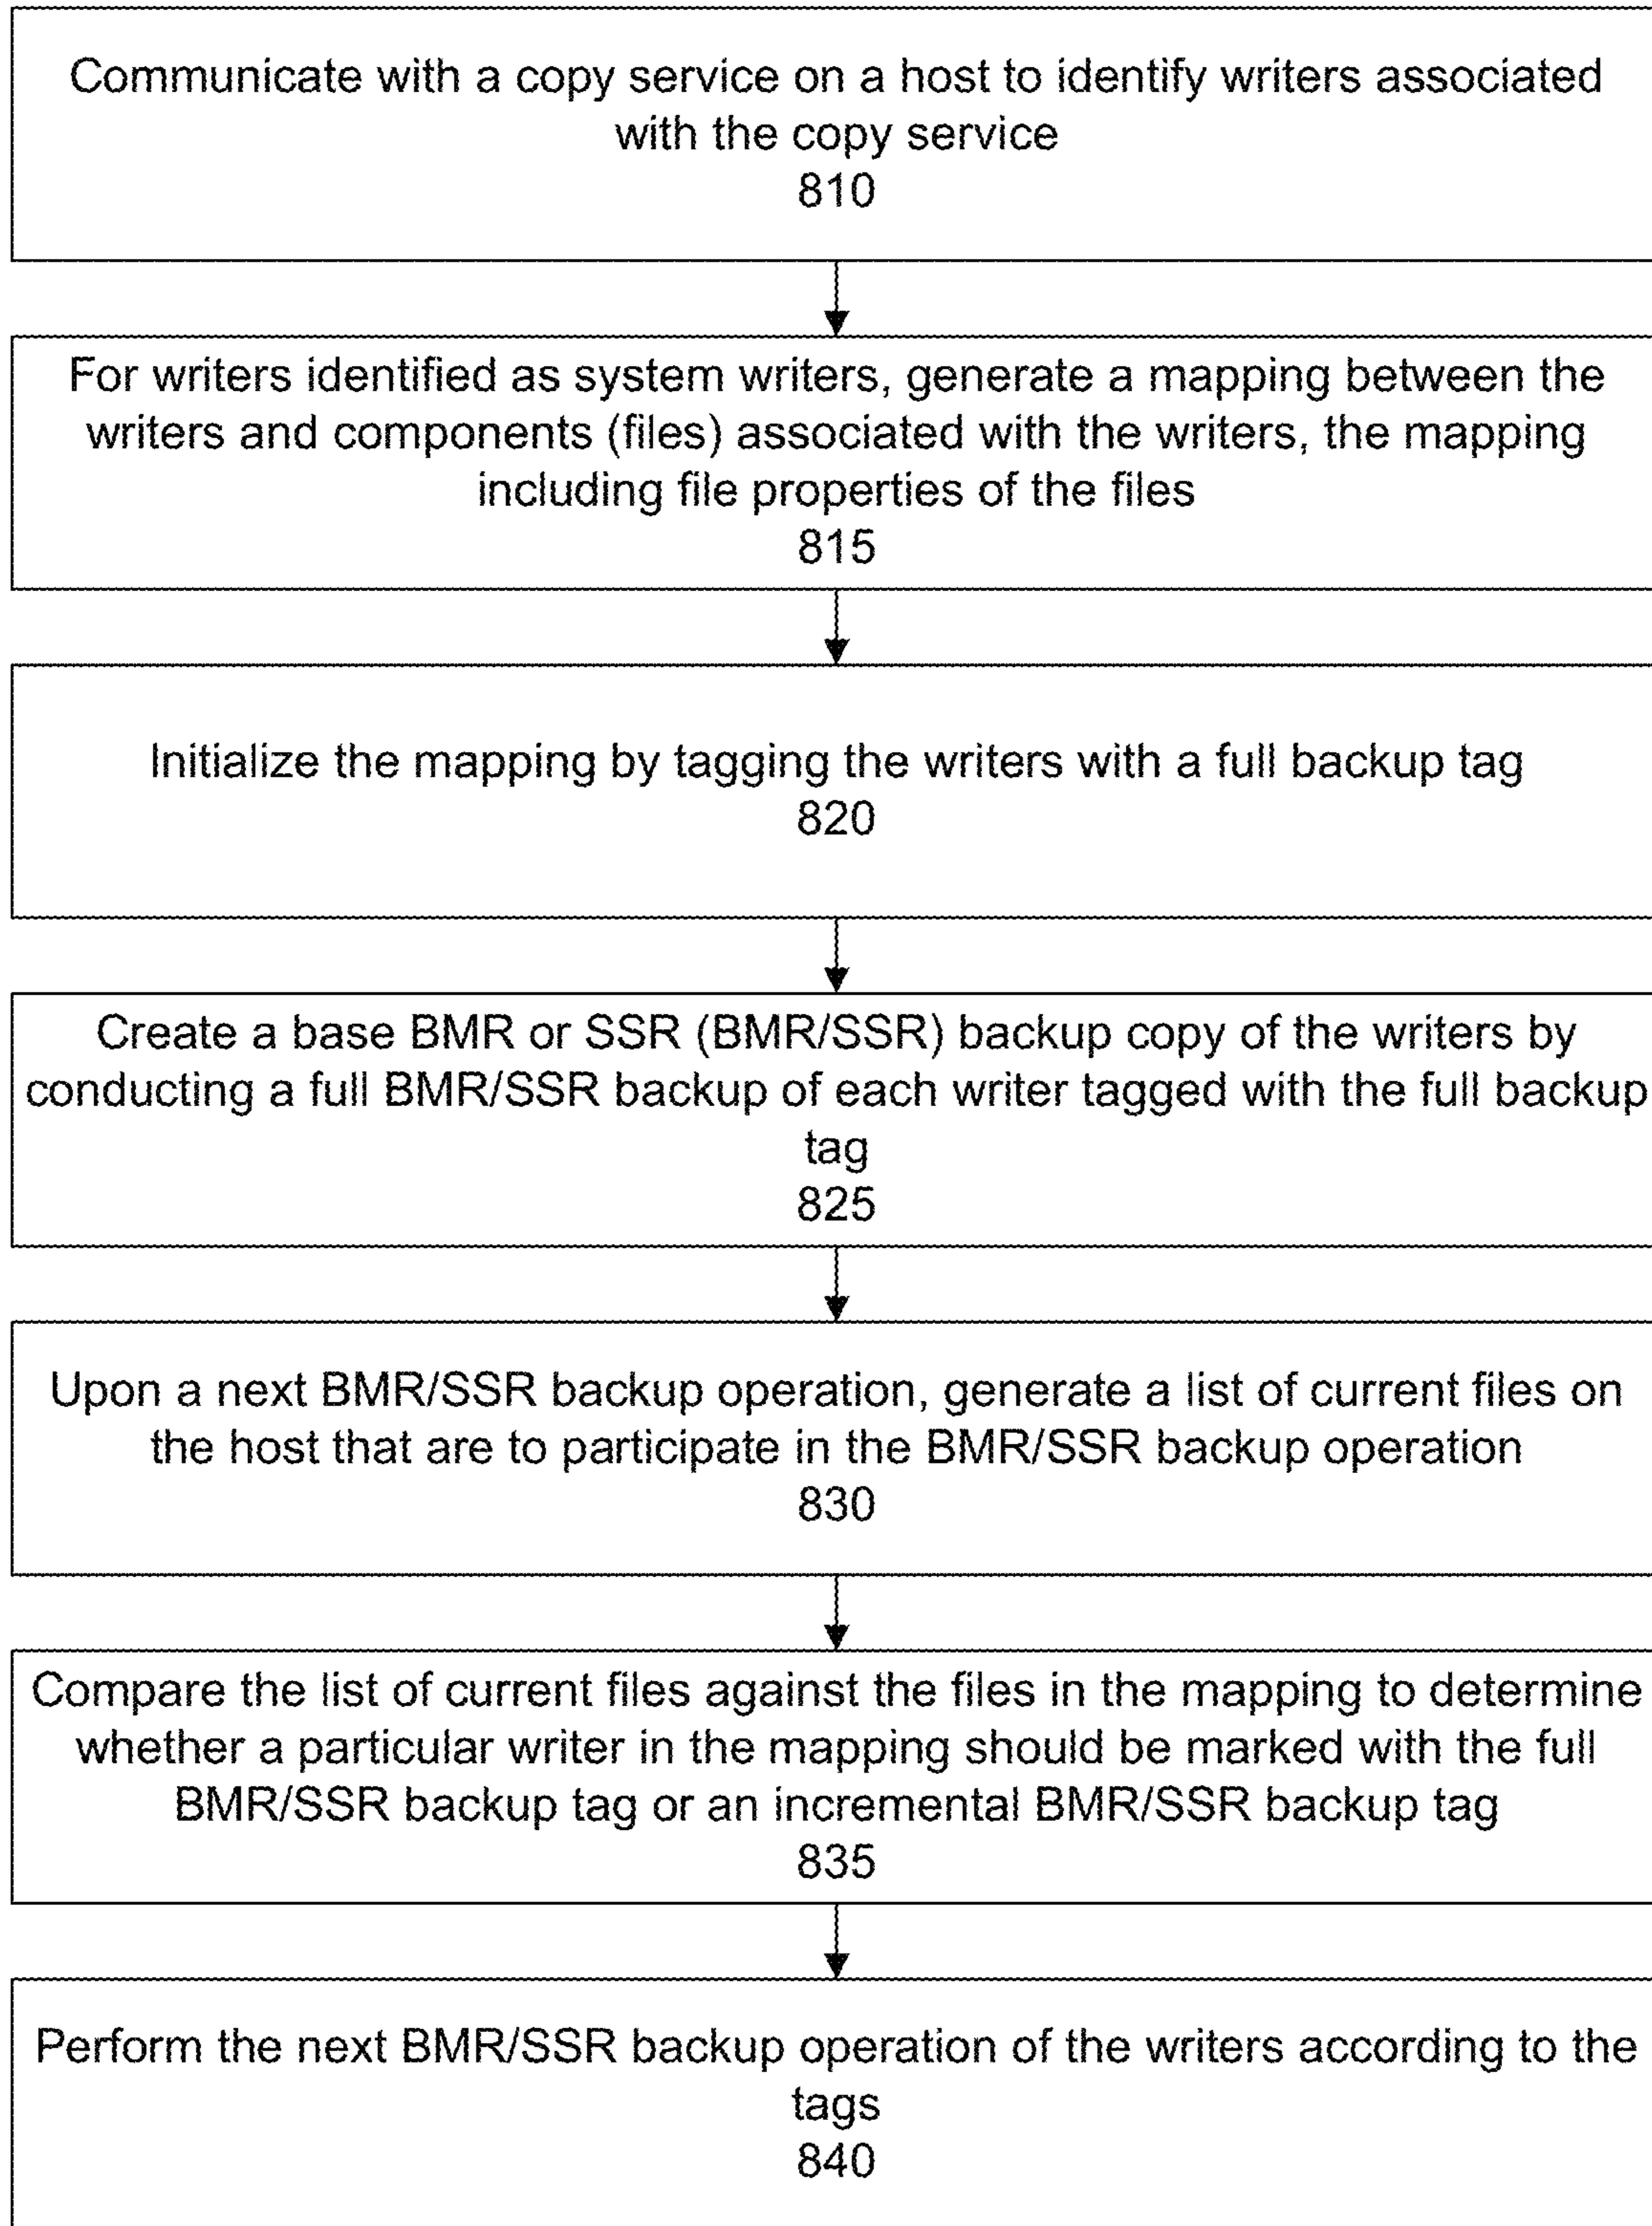 Communicate with a copy service on a host to identify writers associated
with the copy service
810
For writers identified as system writers, generate a mapping between the
writers and components (files) associated with the writers, the mapping
including file properties of the files
815
Initialize the mapping by tagging the writers with a full backup tag
820
Create a base BMR or SSR (BMR/SSR) backup copy of the writers by
conducting a full BMR/SSR backup of each writer tagged with the full backup
tag
825
Upon a next BMR/SSR backup operation, generate a list of current files on
the host that are to participate in the BMR/SSR backup operation
830
Compare the list of current files against the files in the mapping to determine
whether a particular writer in the mapping should be marked with the full
BMR/SSR backup tag or an incremental BMR/SSR backup tag
835
Perform the next BMR/SSR backup operation of the writers according to the
tags
840